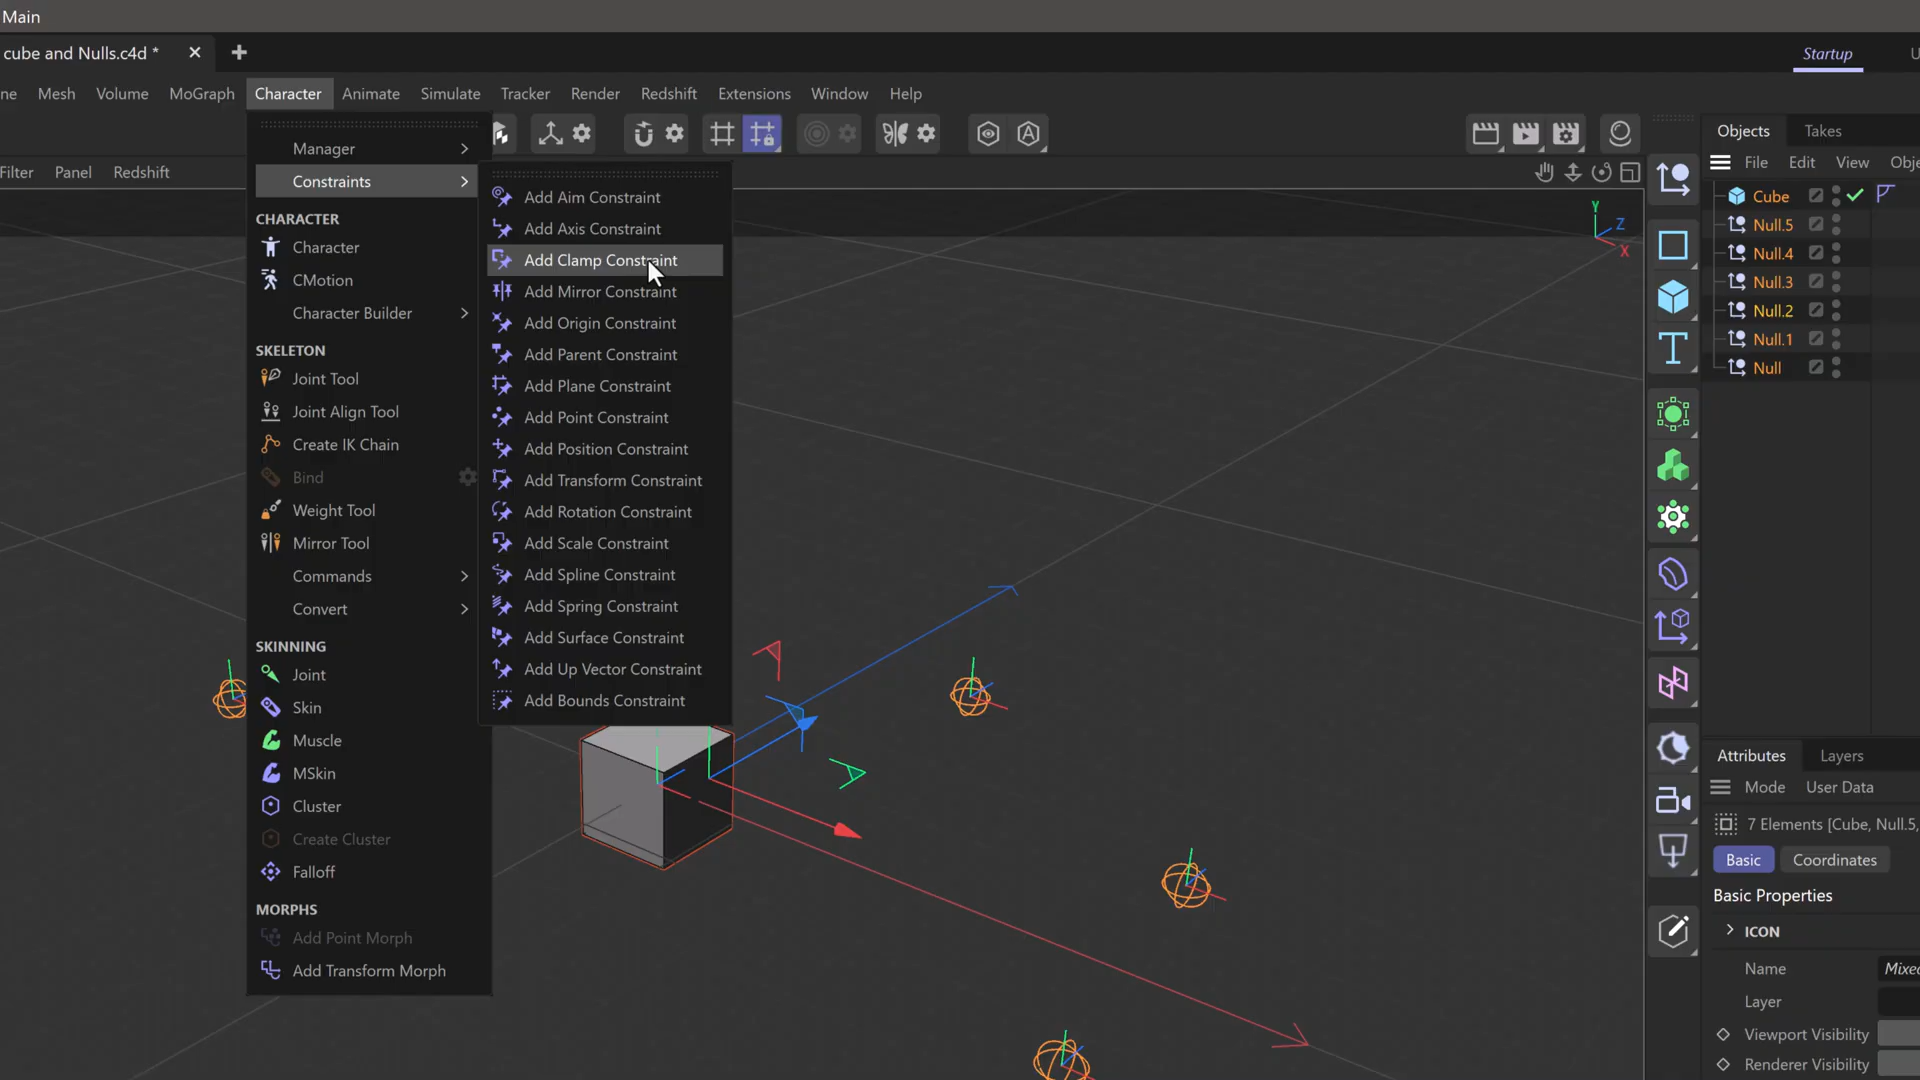 Main
cube and Nulls.c4d *
Startup
ne Mesh Volume MoGraph Character Animate Simulate Tracker Render Redshift Extensions Window Help
Filter Panel Redshift
Manager
Constraints
CHARACTER
Character
CMotion
Character Builder
SKELETON
Joint Tool
Joint Align Tool
Create IK Chain
Bind
Weight Tool
Mirror Tool
Commands
Convert
SKINNING
Joint
Skin
Muscle
MSkin
Cluster
Create Cluster
Falloff
MORPHS
Add Point Morph
Add Transform Morph
Add Aim Constraint
Add Axis Constraint
Add Clamp Constraint
Add Mirror Constraint
Add Origin Constraint
Add Parent Constraint
Add Plane Constraint
Add Point Constraint
Add Position Constraint
Add Transform Constraint
Add Rotation Constraint
Add Scale Constraint
Add Spline Constraint
Add Spring Constraint
Add Surface Constraint
Add Up Vector Constraint
Add Bounds Constraint
Y
Z
X
Objects Takes
File Edit View Obje
Cube
Null.5
Null.4
Null.3
Null.2
Null.1
Null
Attributes Layers
Mode User Data
7 Elements [Cube, Null.5,
Basic Coordinates
Basic Properties
ICON
Name Mixed
Layer
Viewport Visibility
Renderer Visibility